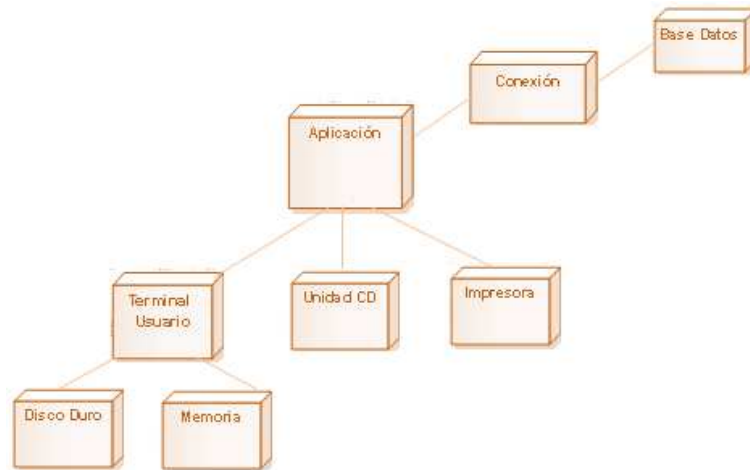 Base Datos
Conexión
Aplicación
Terminal
Usuario
Unidad CD
Impresora
Disco Duro
Memoria